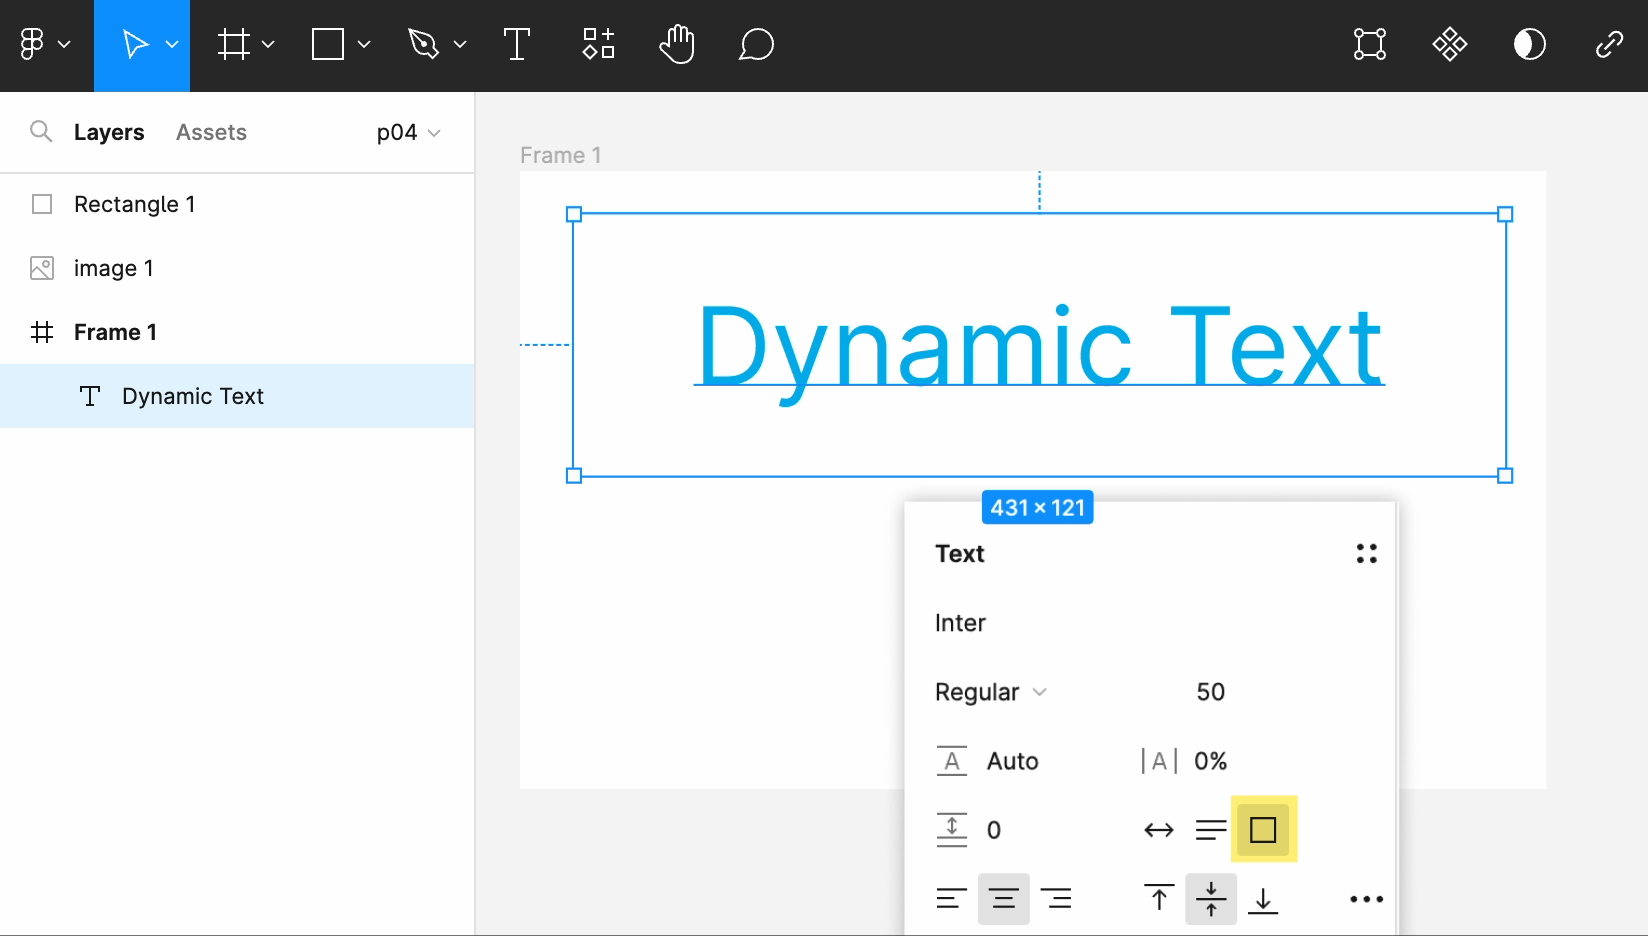 Layers Assets p04
Rectangle 1
image 1
Frame 1
Dynamic Text
Frame 1
Dynamic Text
431 × 121
Text
Inter
Regular 50
A Auto |A| 0%
0